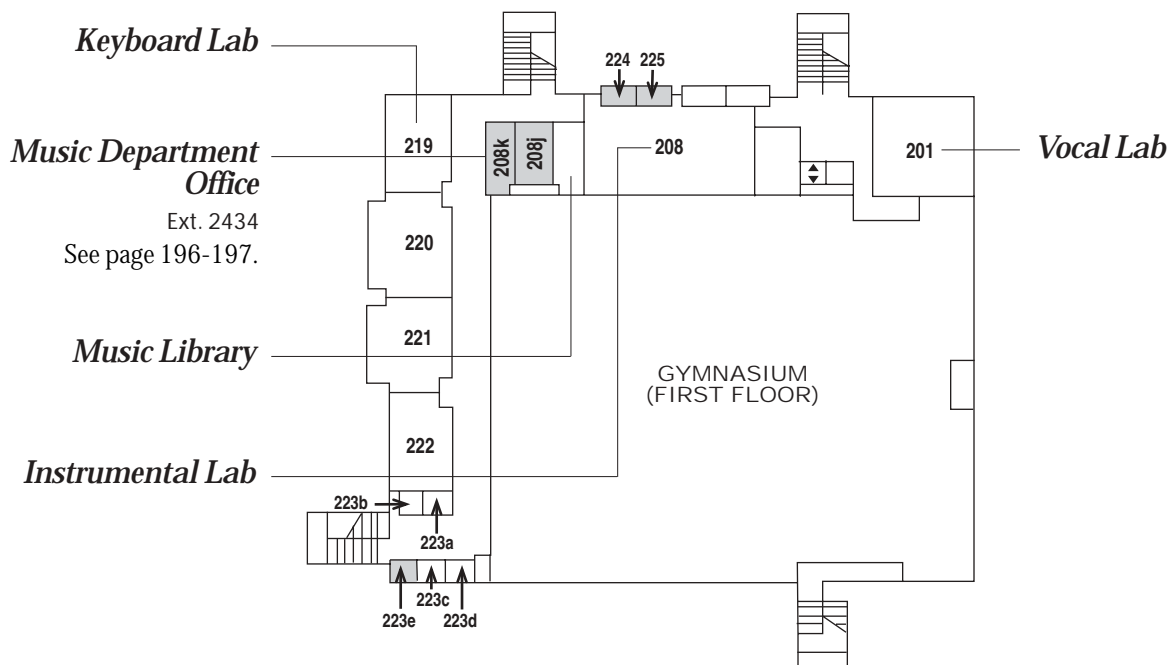 Keyboard Lab
224
225
219
208k
208j
208
201
Vocal Lab
Music Department
Office
Ext. 2434
See page 196-197.
220
Music Library
221
GYMNASIUM
(FIRST FLOOR)
222
Instrumental Lab
223b
223a
223e
223c
223d